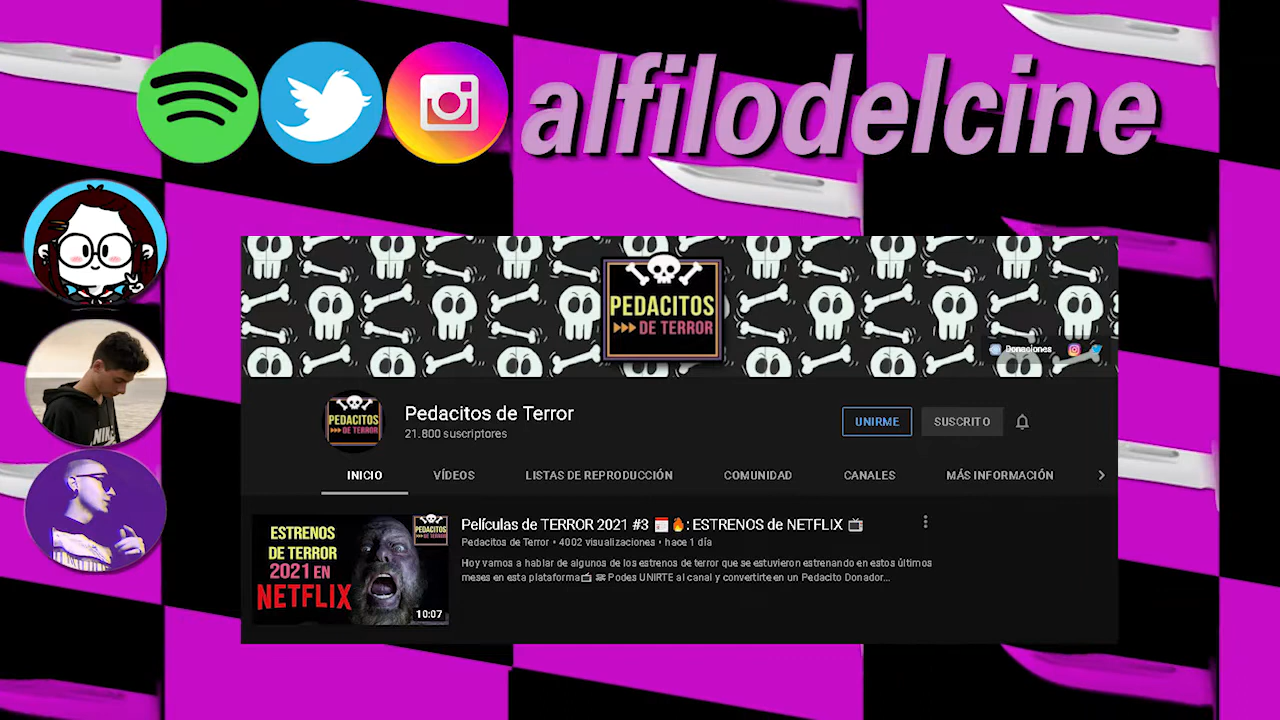 alfilodelcine
PEDACITOS
DE TERROR
Donaciones
PEDACITOS
DE TERROR
Pedacitos de Terror
21.800 suscriptores
UNIRME
SUSCRITO
INICIO
VÍDEOS
LISTAS DE REPRODUCCIÓN
COMUNIDAD
CANALES
MÁS INFORMACIÓN
ESTRENOS
DE TERROR
2021 EN
NETFLIX
PEDACITOS
DE TERROR
10:07
Películas de TERROR 2021 #3 🗓️🔥: ESTRENOS de NETFLIX 📺
Pedacitos de Terror • 4002 visualizaciones • hace 1 día
Hoy vamos a hablar de algunos de los estrenos de terror que se estuvieron estrenando en estos últimos
meses en esta plataforma📺 Podes UNIRTE al canal y convertirte en un Pedacito Donador...